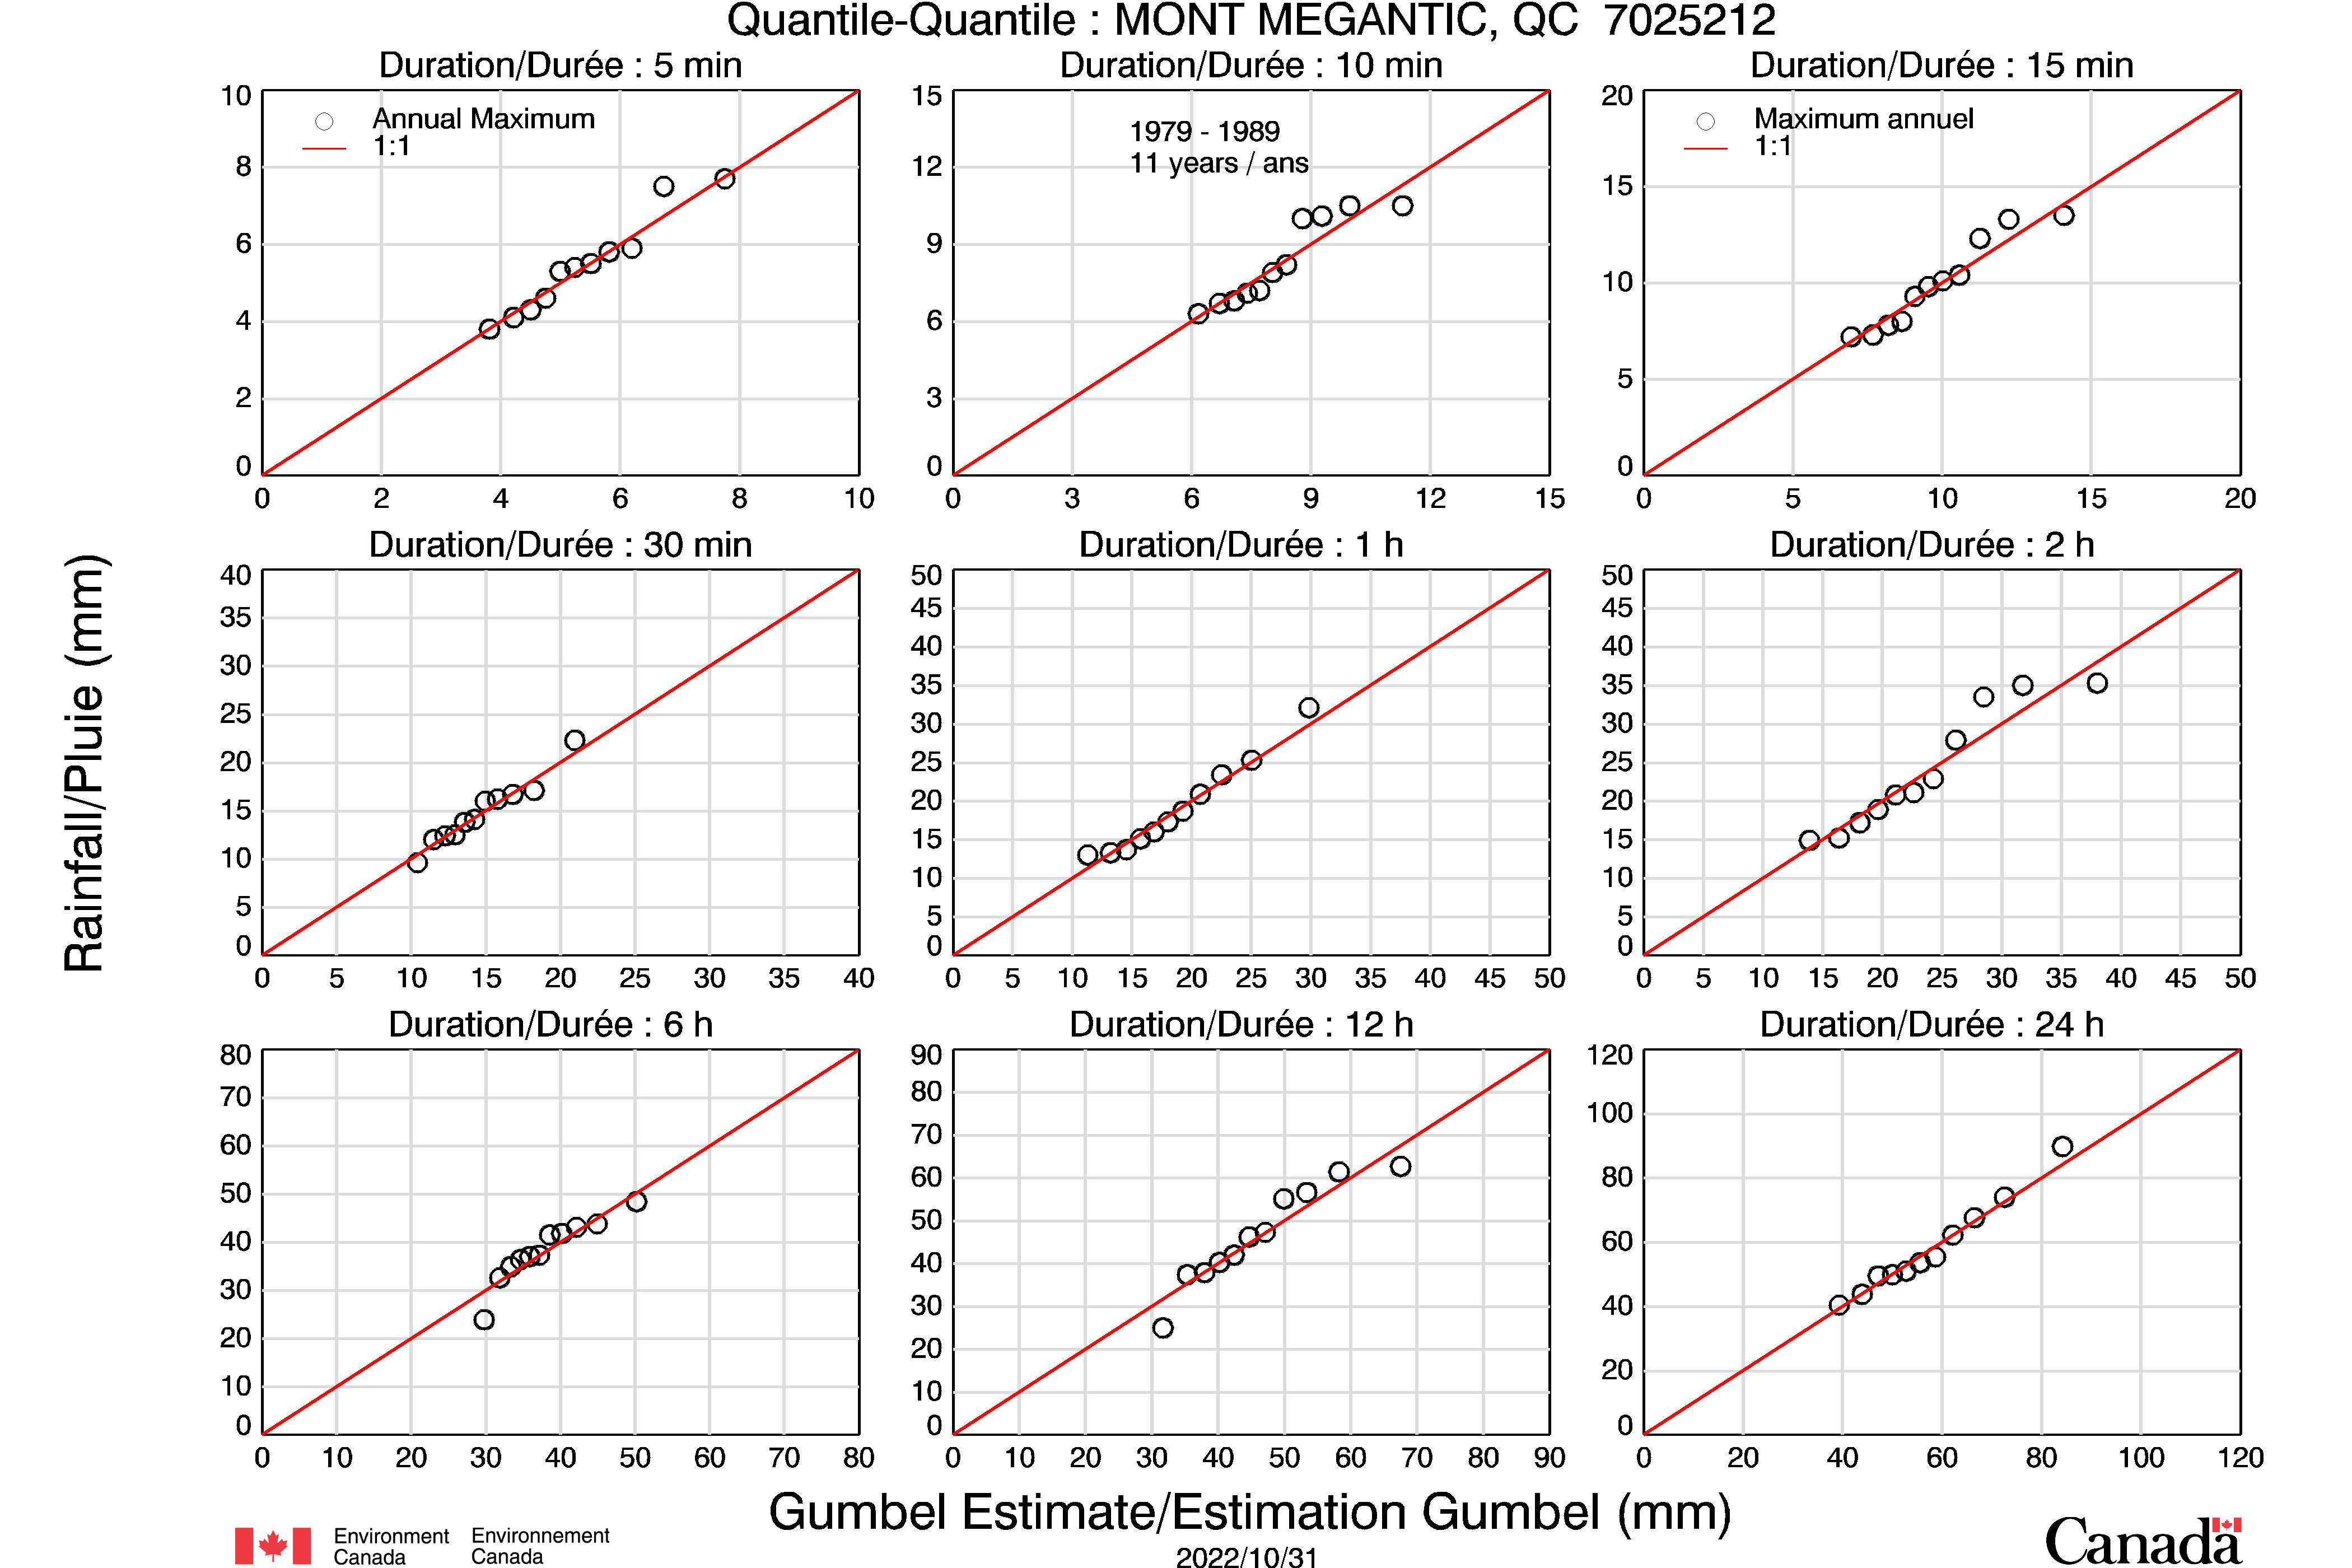 Quantile-Quantile : MONT MEGANTIC, QC 7025212
Duration/Durée : 5 min
Duration/Durée : 10 min
Duration/Durée : 15 min
10
8
6
4
2
0
0 2 4 6 8 10
Annual Maximum
1:1
15
12
9
6
3
0
0 3 6 9 12 15
1979 - 1989
11 years / ans
20
15
10
5
0
0 5 10 15 20
Maximum annuel
1:1
Rainfall/Pluie (mm)
Duration/Durée : 30 min
Duration/Durée : 1 h
Duration/Durée : 2 h
40
35
30
25
20
15
10
5
0
0 5 10 15 20 25 30 35 40
50
45
40
35
30
25
20
15
10
5
0
0 5 10 15 20 25 30 35 40 45 50
50
45
40
35
30
25
20
15
10
5
0
0 5 10 15 20 25 30 35 40 45 50
Duration/Durée : 6 h
Duration/Durée : 12 h
Duration/Durée : 24 h
80
70
60
50
40
30
20
10
0
0 10 20 30 40 50 60 70 80
90
80
70
60
50
40
30
20
10
0
0 10 20 30 40 50 60 70 80 90
120
100
80
60
40
20
0
0 20 40 60 80 100 120
Gumbel Estimate/Estimation Gumbel (mm)
Environment Canada
Environnement Canada
2022/10/31
Canada